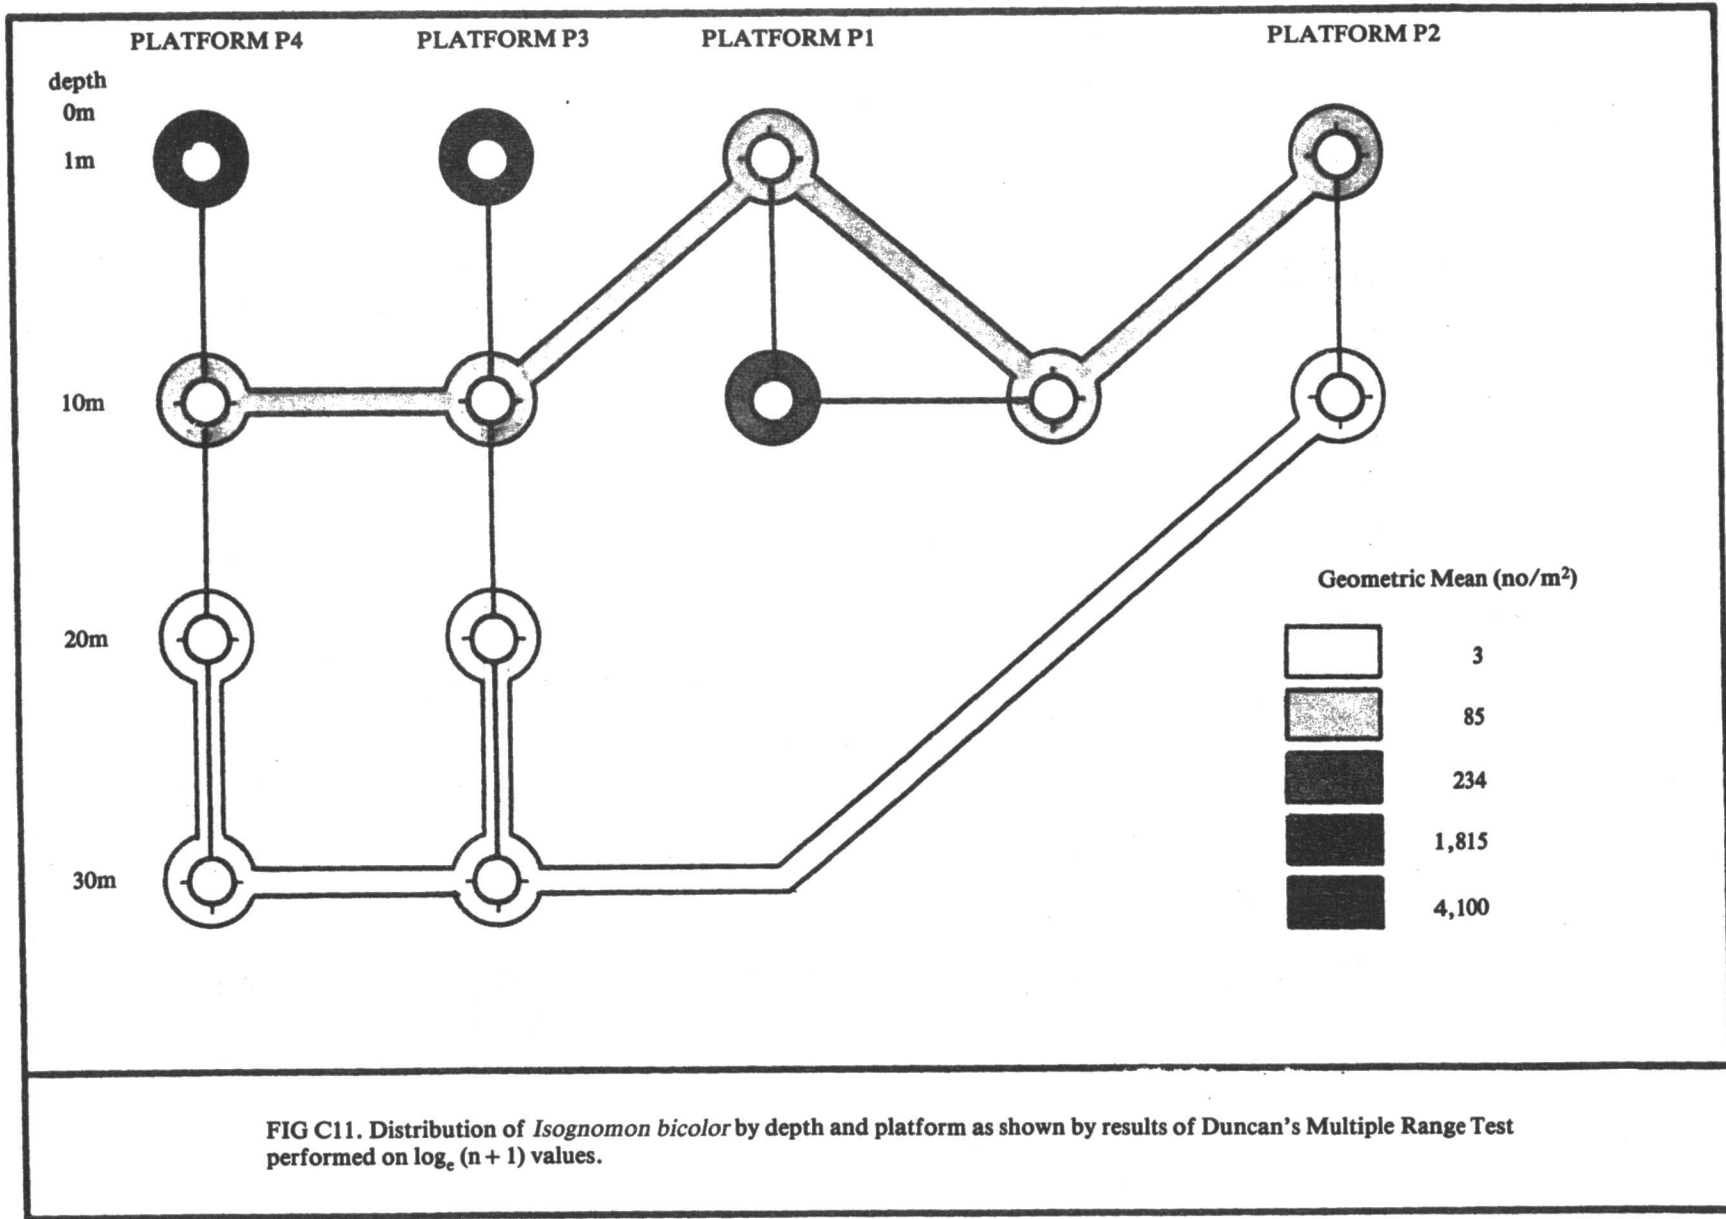 PLATFORM P4 PLATFORM P3 PLATFORM P1 PLATFORM P2
depth
0m
1m
10m
20m
30m
Geometric Mean (no/m²)
3
85
234
1,815
4,100
FIG C11. Distribution of Isognomon bicolor by depth and platform as shown by results of Duncan's Multiple Range Test
performed on logₑ (n + 1) values.